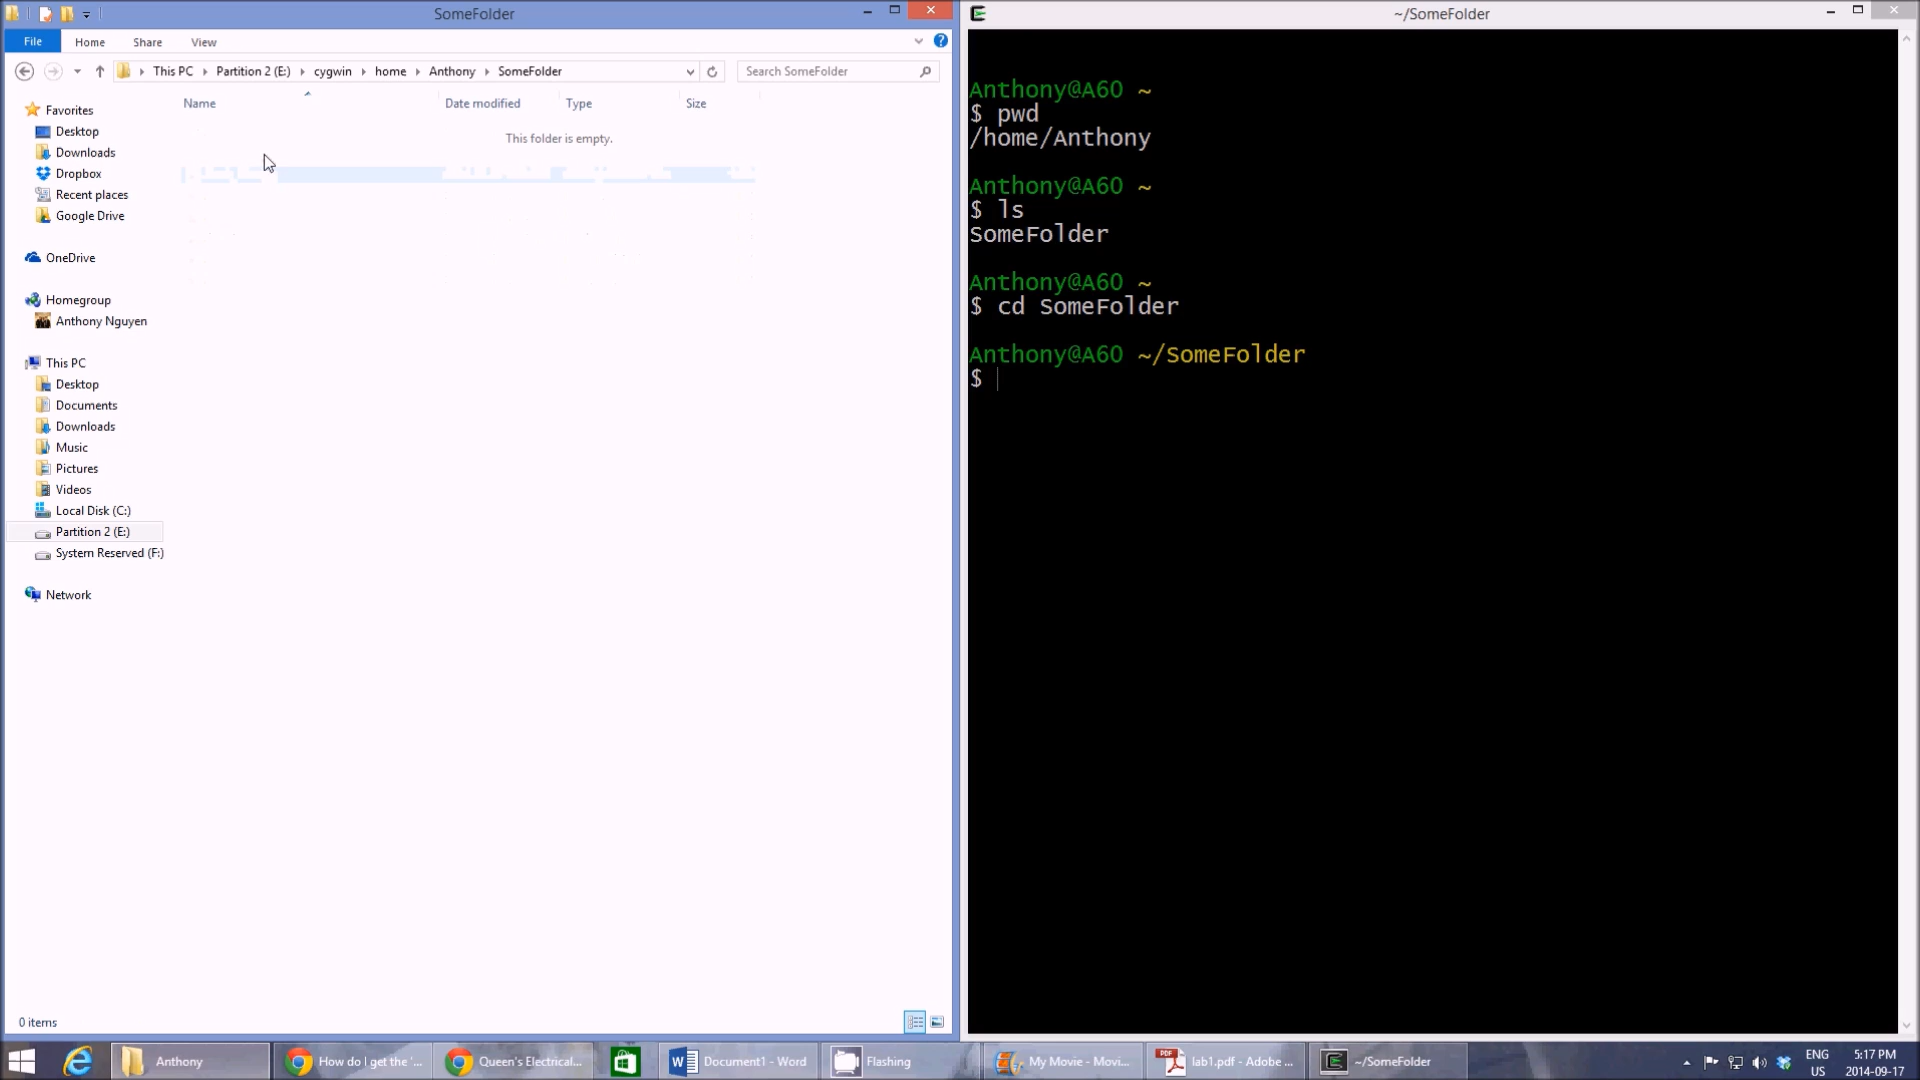 SomeFolder
File Home Share View
This PC Partition 2 (E:) cygwin home Anthony SomeFolder
Search SomeFolder
Name Date modified Type Size
This folder is empty.
Favorites
Desktop
Downloads
Dropbox
Recent places
Google Drive
OneDrive
Homegroup
Anthony Nguyen
This PC
Desktop
Documents
Downloads
Music
Pictures
Videos
Local Disk (C:)
Partition 2 (E:)
System Reserved (F:)
Network
0 items
~/SomeFolder
Anthony@A6O ~
$ pwd
/home/Anthony
Anthony@A6O ~
$ ls
SomeFolder
Anthony@A6O ~
$ cd SomeFolder
Anthony@A6O ~/SomeFolder
$
Anthony
How do I get the '...
Queen's Electrical...
Document1 - Word
Flashing
My Movie - Movi...
lab1.pdf - Adobe ...
~/SomeFolder
ENG
US
5:17 PM
2014-09-17